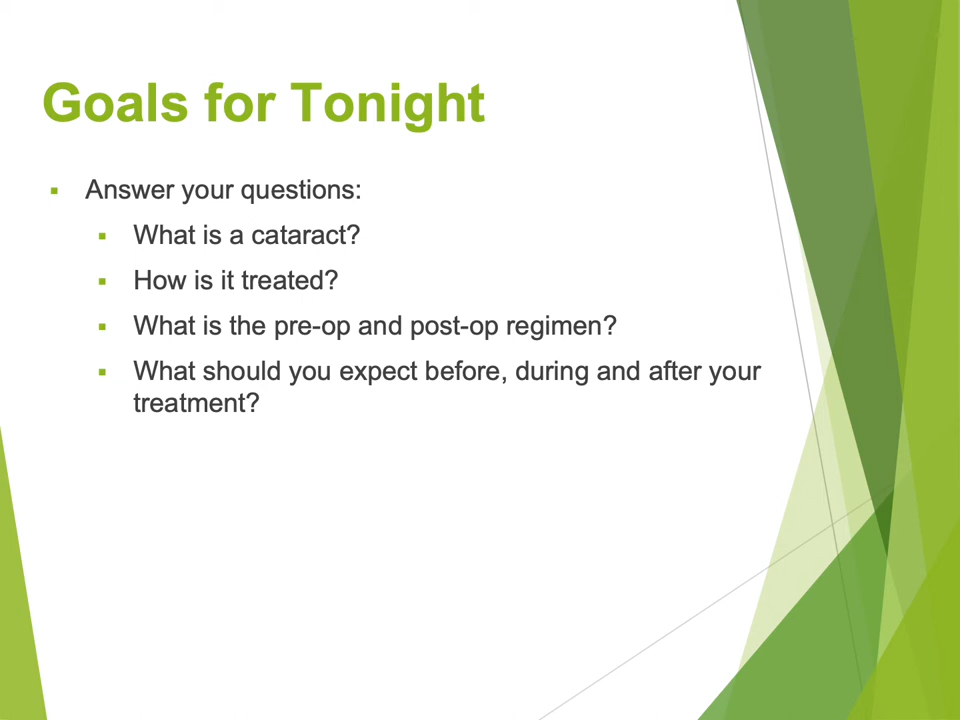 Goals for Tonight
Answer your questions:
What is a cataract?
How is it treated?
What is the pre-op and post-op regimen?
What should you expect before, during and after your
treatment?